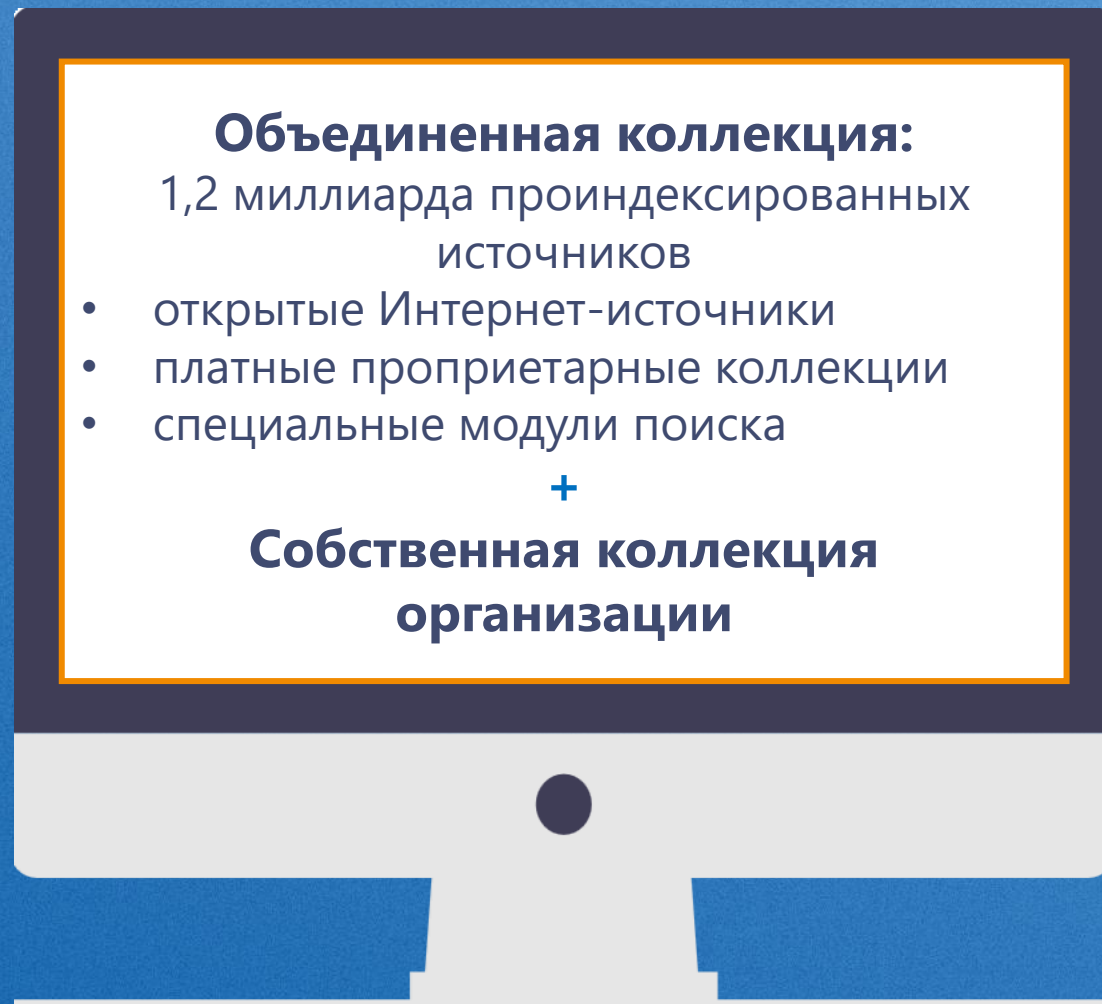 Объединенная коллекция:
1,2 миллиарда проиндексированных
источников
• открытые Интернет-источники
• платные проприетарные коллекции
• специальные модули поиска
+
Собственная коллекция
организации